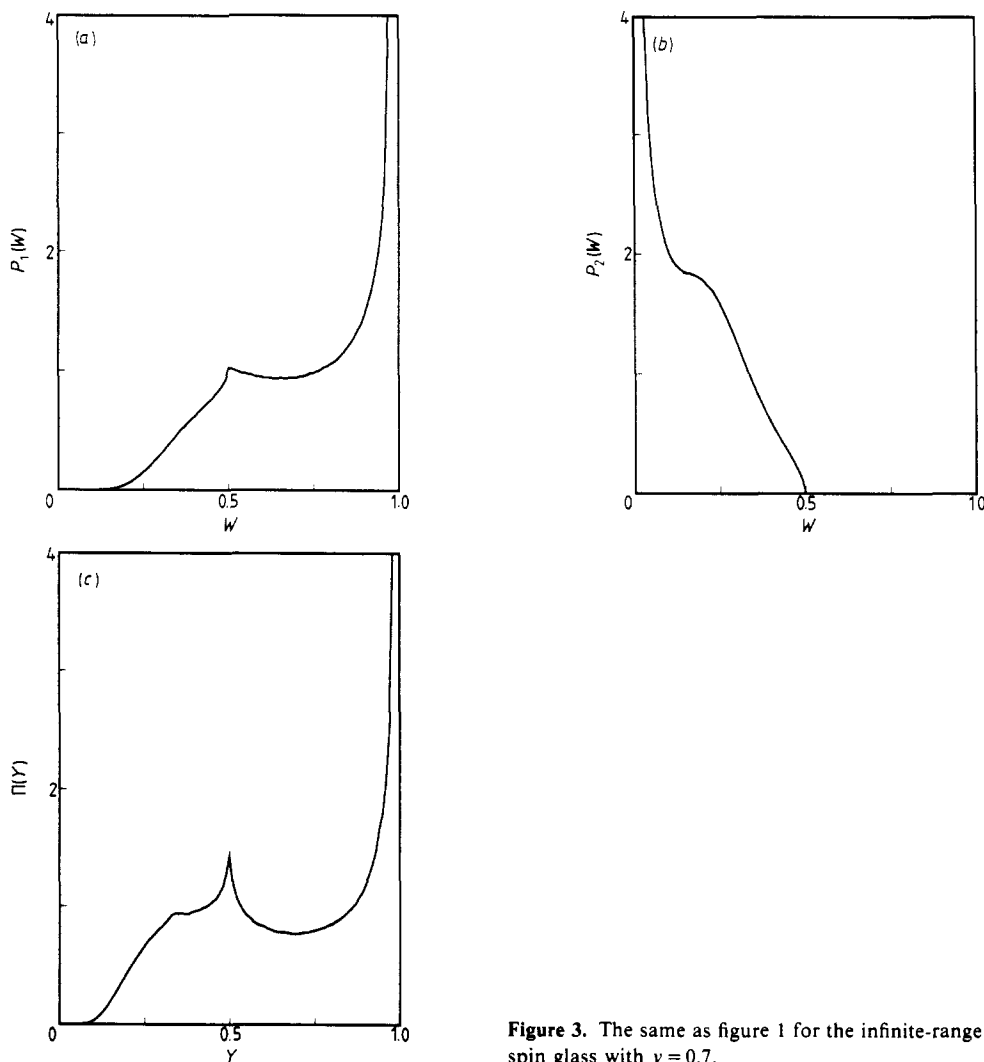 4
(a)
2
P₁(W)
0
0
0.5
1.0
W
4
(b)
2
P₂(W)
0
0.5
1.0
W
4
(c)
2
Π(Y)
0
0
0.5
1.0
Y
Figure 3. The same as figure 1 for the infinite-range
spin glass with y = 0.7.